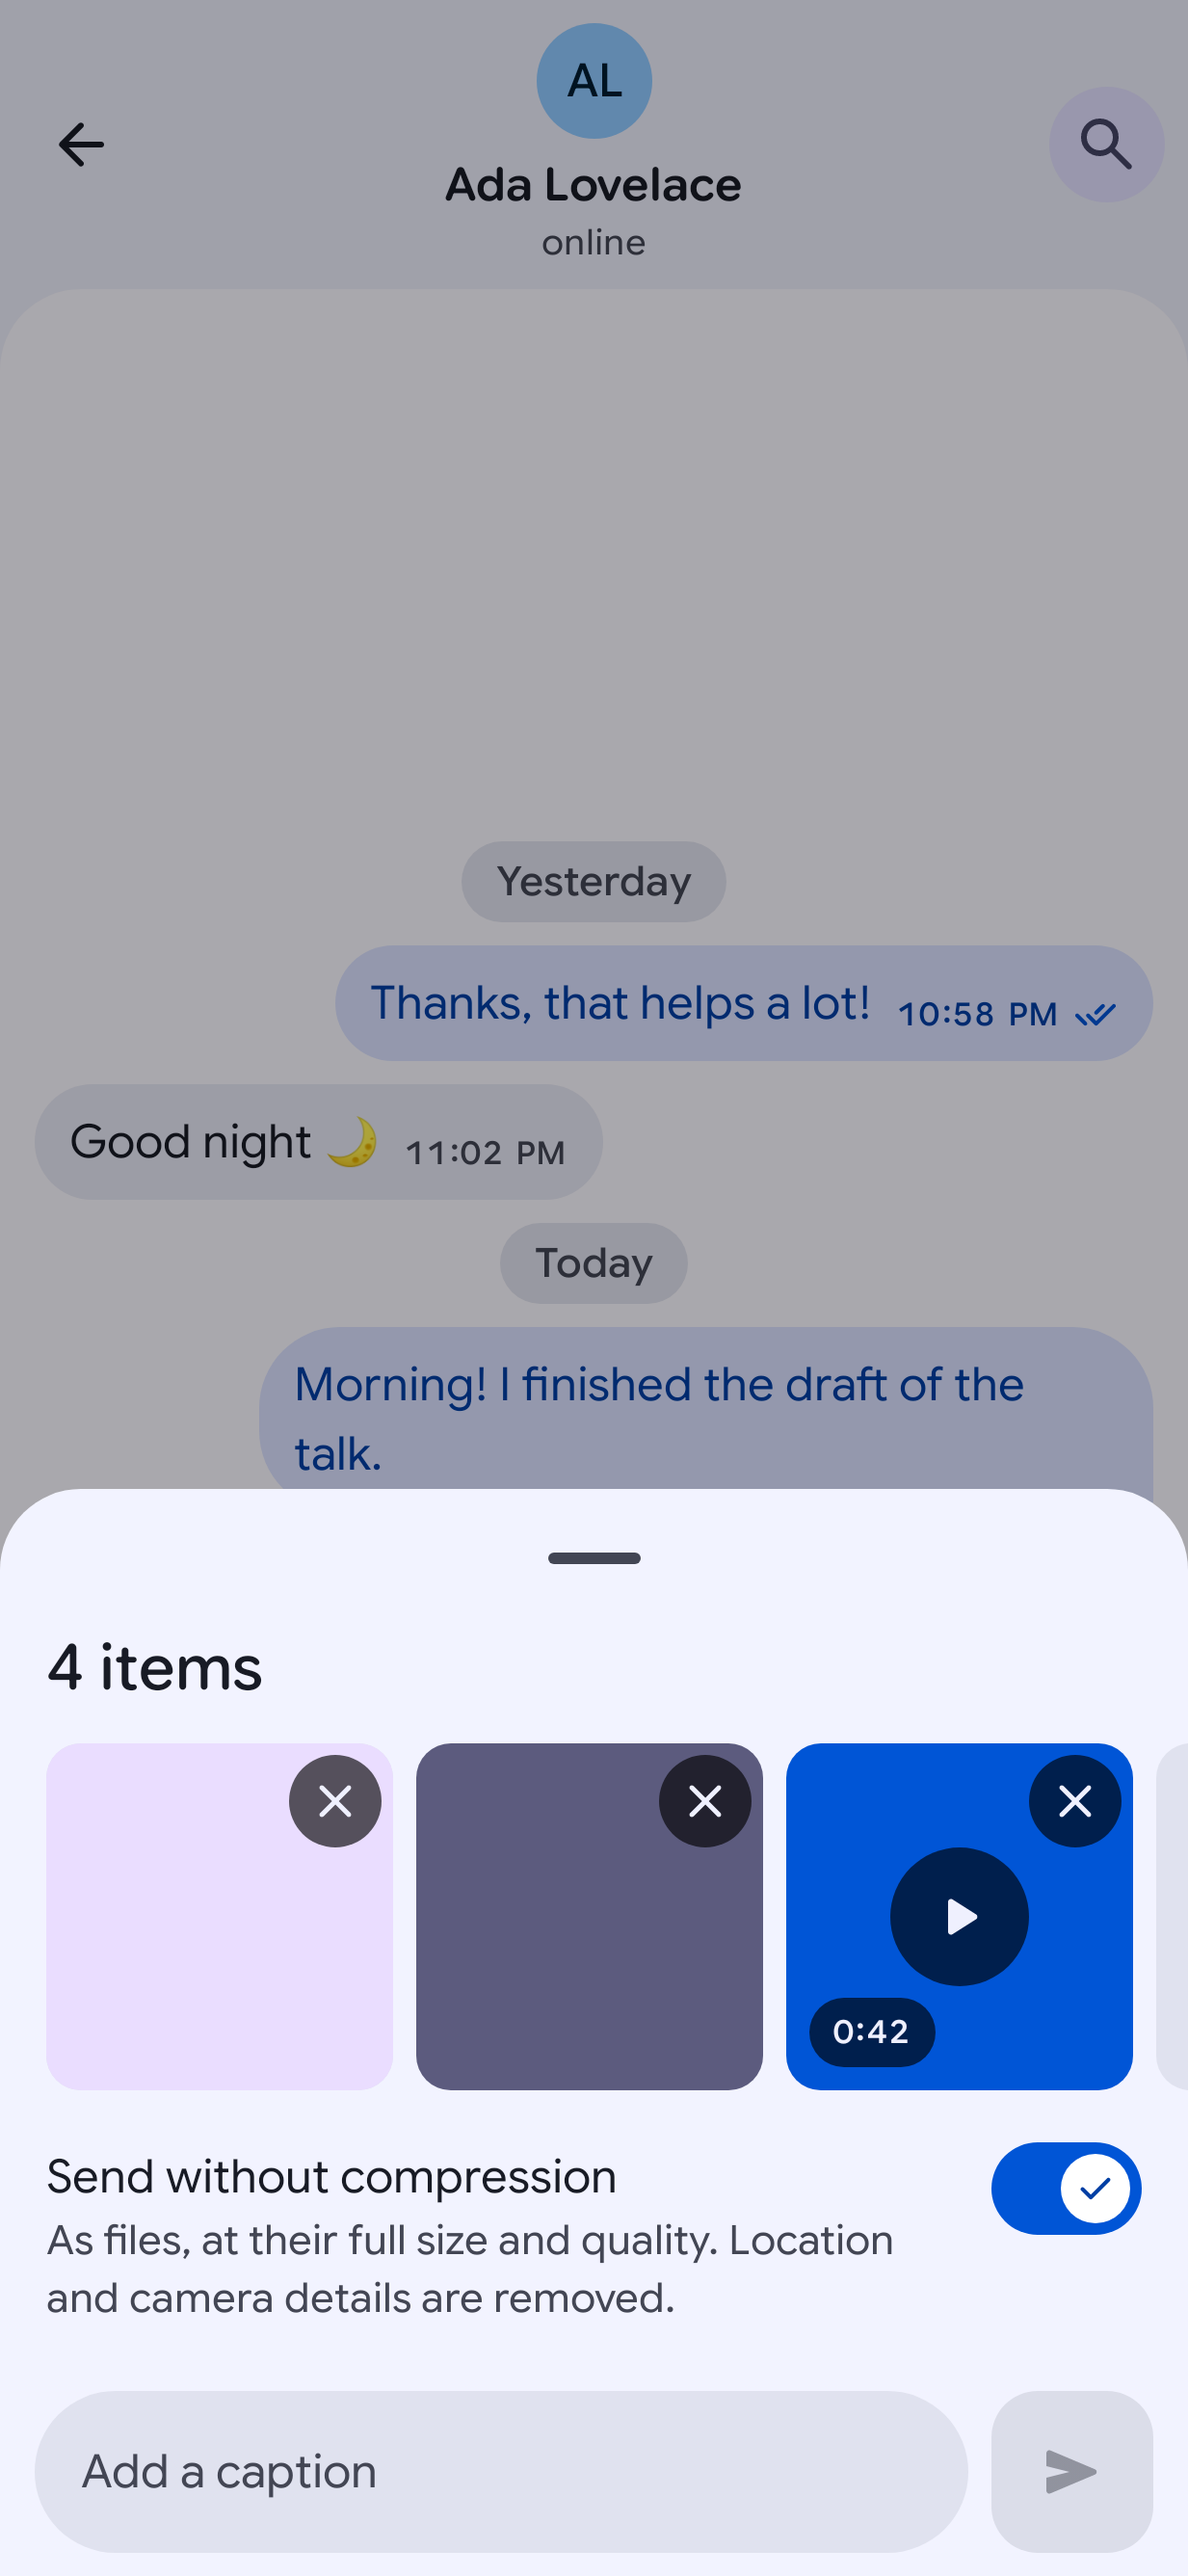 AL
Ada Lovelace
online
Yesterday
Thanks, that helps a lot! 10:58 PM
Good night 🌙 11:02 PM
Today
Morning! I finished the draft of the
talk.
4 items
0:42
Send without compression
As files, at their full size and quality. Location
and camera details are removed.
Add a caption